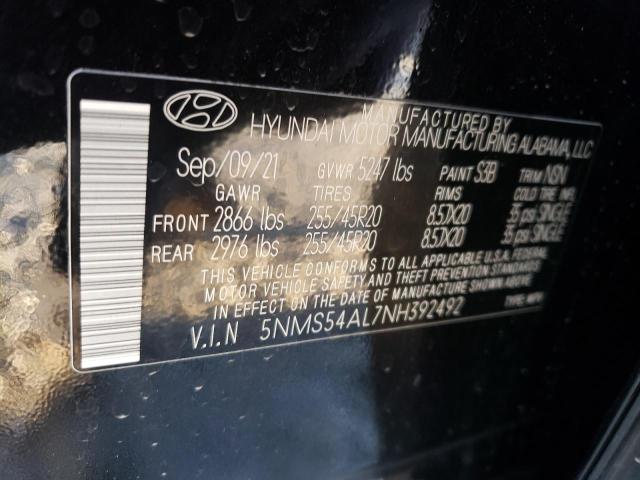 MANUFACTURED BY
HYUNDAI MOTOR MANUFACTURING ALABAMA, LLC
Sep/09/21 GVWR 5247 lbs PAINT S3B TRIM NSN
GAWR TIRES RIMS COLD TIRE INFL
FRONT 2866 lbs 255/45R20 8.5JX20 35 psi SINGLE
REAR 2976 lbs 255/45R20 8.5JX20 35 psi SINGLE
THIS VEHICLE CONFORMS TO ALL APPLICABLE U.S.A. FEDERAL
MOTOR VEHICLE SAFETY AND THEFT PREVENTION STANDARDS
IN EFFECT ON THE DATE OF MANUFACTURE SHOWN ABOVE
V.I.N 5NMS54AL7NH392492 TYPE: MPV